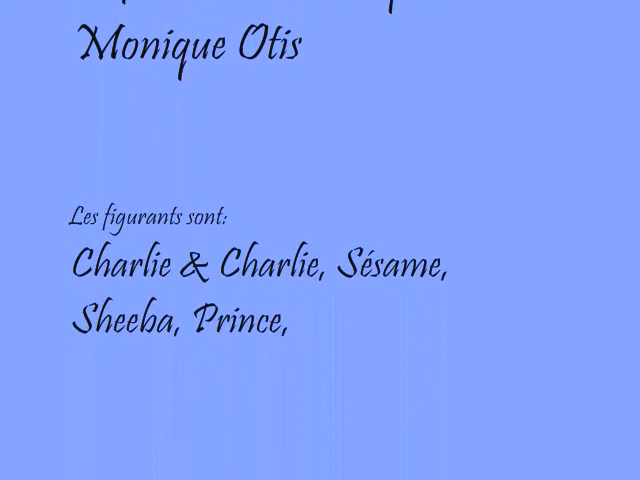 Monique Otis
Les figurants sont:
Charlie & Charlie, Sésame,
Sheeba, Prince,